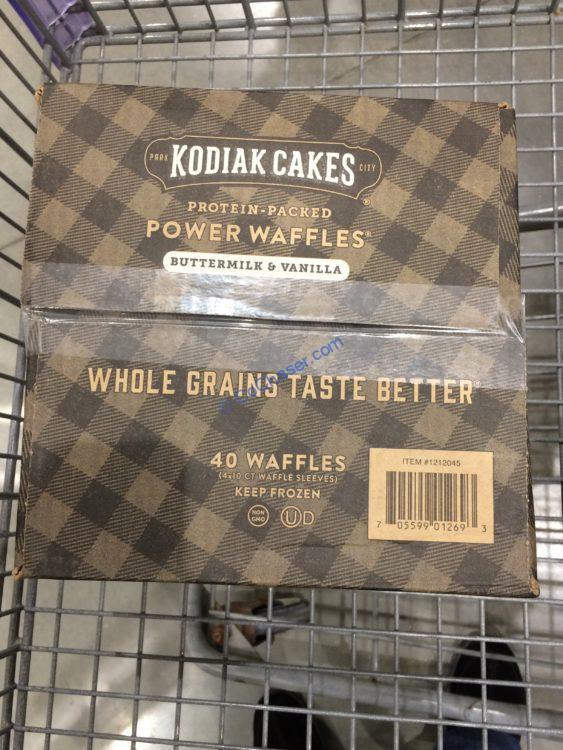 PARK KODIAK CAKES CITY
PROTEIN-PACKED
POWER WAFFLES®
BUTTERMILK & VANILLA
WHOLE GRAINS TASTE BETTER®
40 WAFFLES
(4x10 CT WAFFLE SLEEVES)
KEEP FROZEN
NON
GMO
U D
ITEM #1212045
7 05599 01269 3